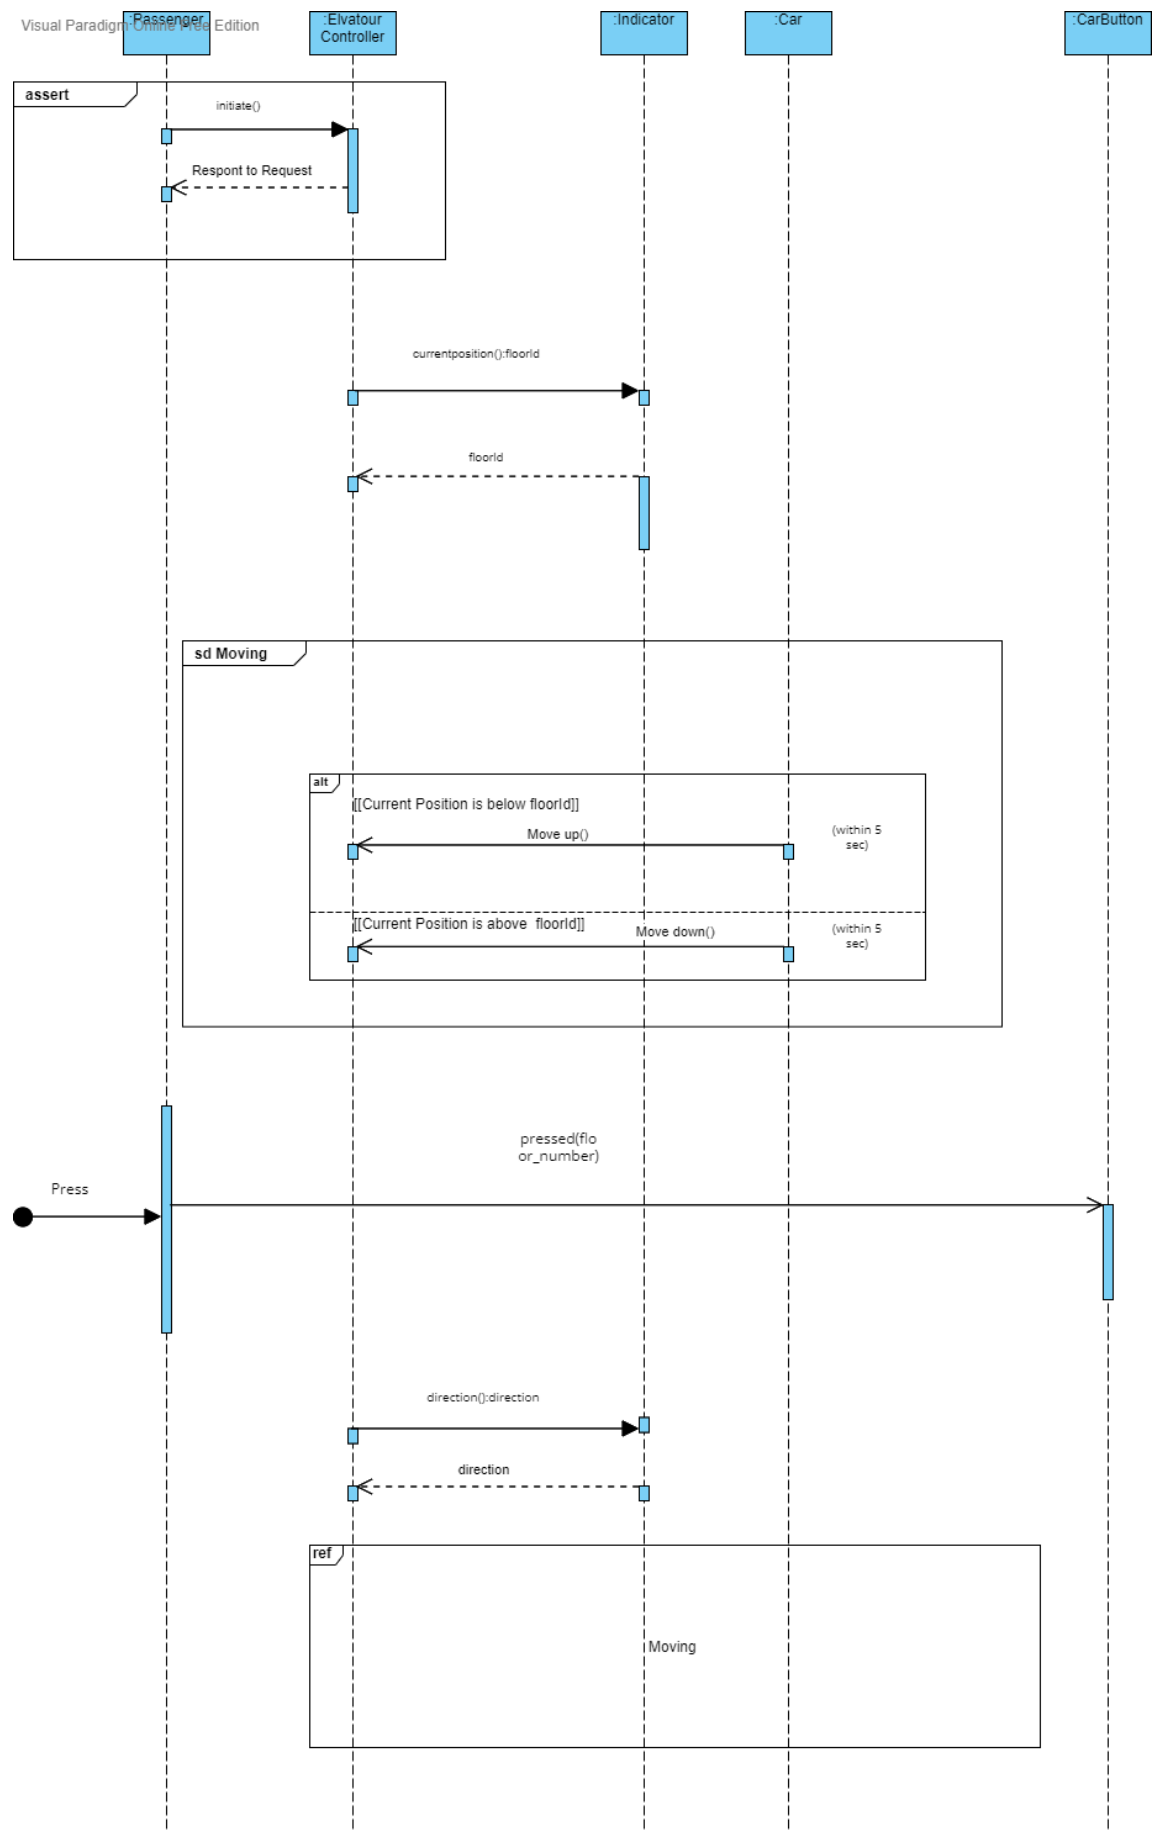 Visual Paradigm Online Free Edition
:Passenger
:Elvatour
Controller
:Indicator
:Car
:CarButton
assert
initiate()
Respont to Request
currentposition():floorId
floorId
sd Moving
alt
[[Current Position is below floorId]]
Move up()
(within 5
sec)
[[Current Position is above  floorId]]
Move down()
(within 5
sec)
pressed(flo
or_number)
Press
direction():direction
direction
ref
Moving